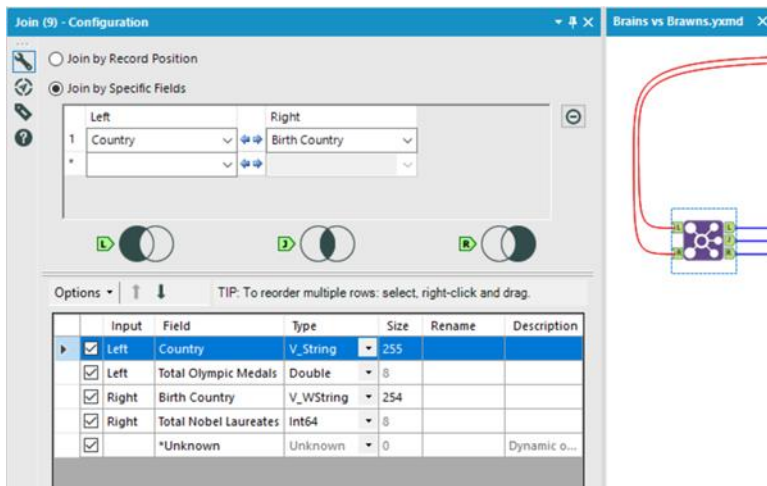 Join (9) - Configuration
Brains vs Brawns.yxmd
Join by Record Position
Join by Specific Fields
Left Right
1 Country Birth Country
*
L J R
L L
J
R R
Options TIP: To reorder multiple rows: select, right-click and drag.
Input Field Type Size Rename Description
Left Country V_String 255
Left Total Olympic Medals Double 8
Right Birth Country V_WString 254
Right Total Nobel Laureates Int64 8
*Unknown Unknown 0 Dynamic o...